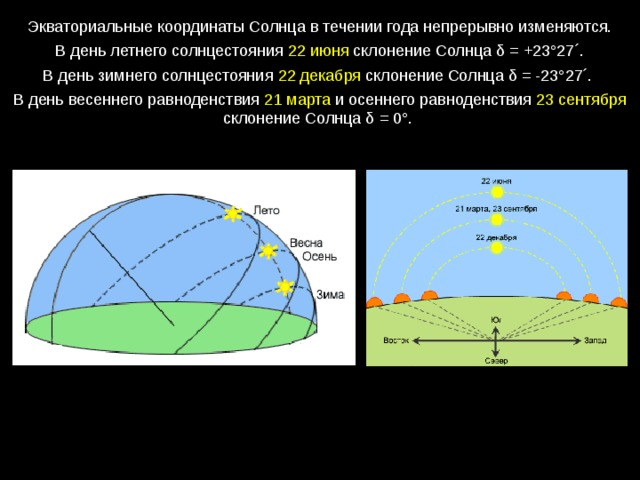 Экваториальные координаты Солнца в течении года непрерывно изменяются.
В день летнего солнцестояния 22 июня склонение Солнца δ = +23°27´.
В день зимнего солнцестояния 22 декабря склонение Солнца δ = -23°27´.
В день весеннего равноденствия 21 марта и осеннего равноденствия 23 сентября
склонение Солнца δ = 0°.
Лето
Весна
Осень
Зима
22 июня
21 марта, 23 сентября
22 декабря
Юг
Восток
Запад
Север